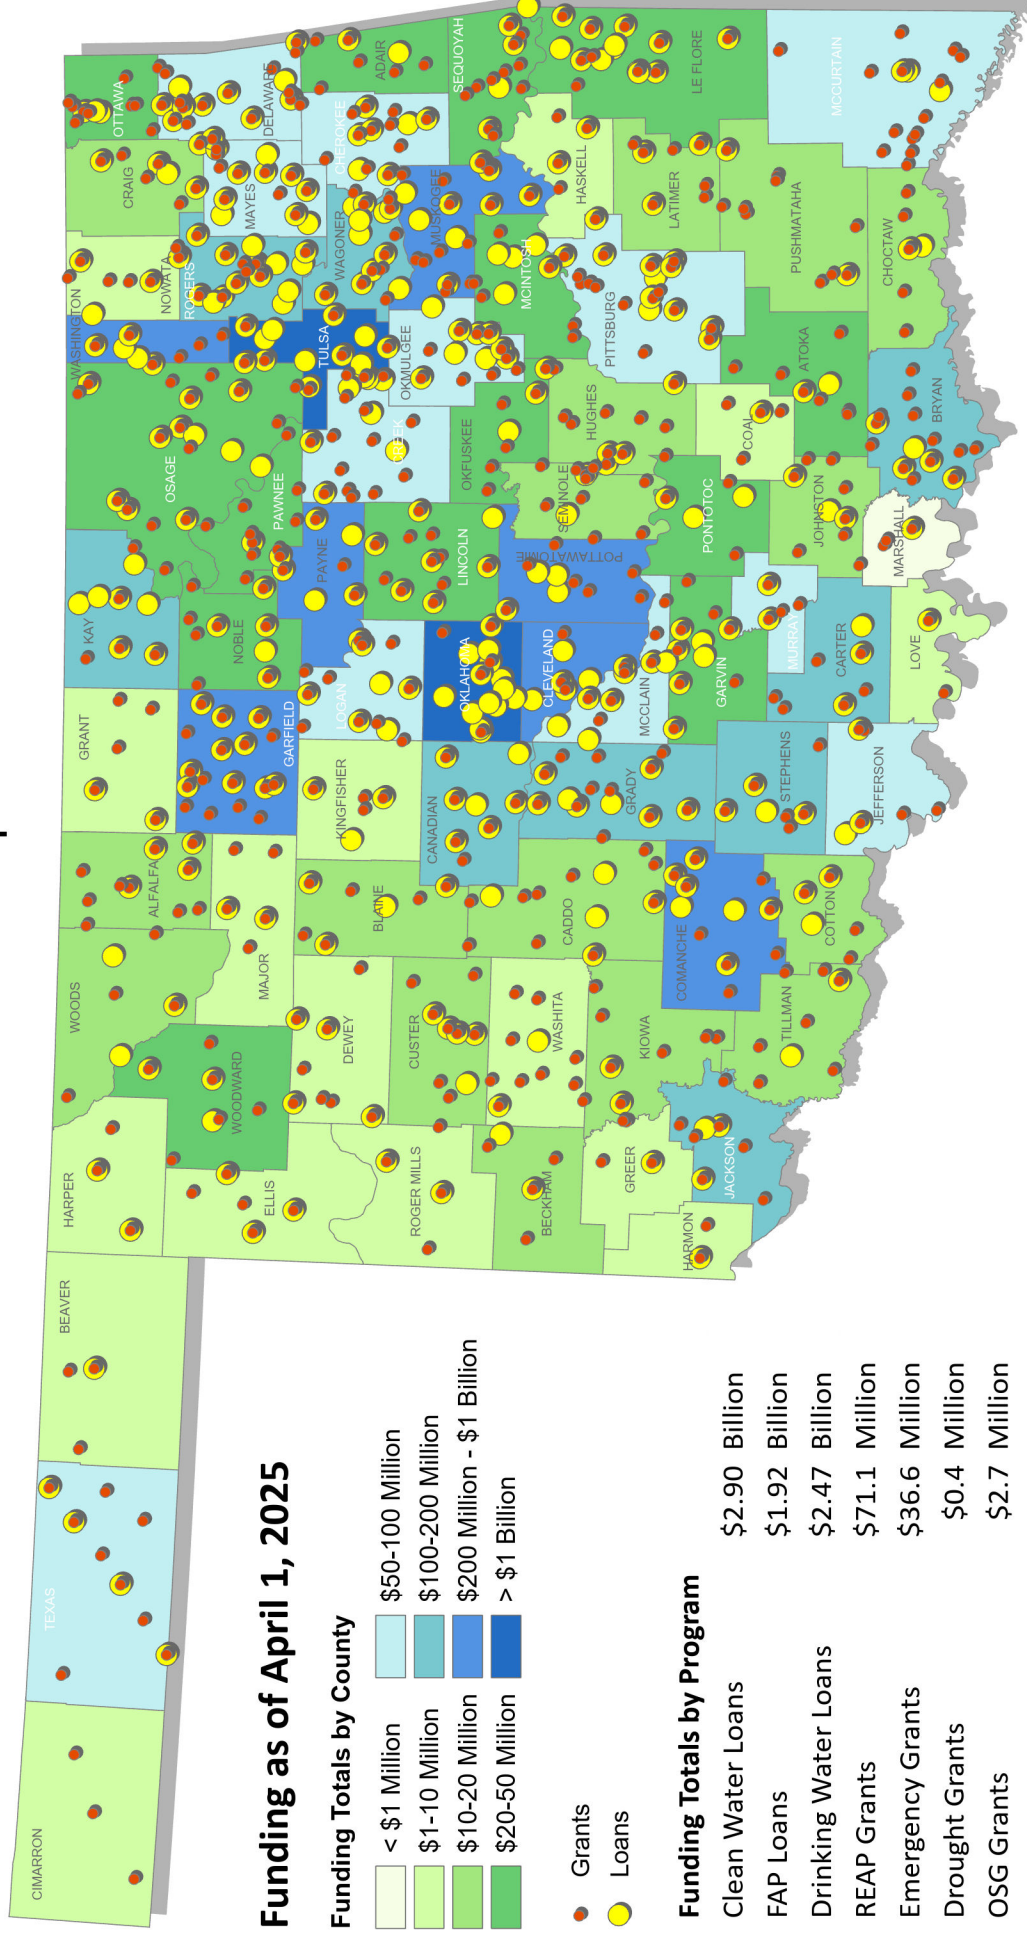 Funding as of April 1, 2025
Funding Totals by County
< $1 Million
$1-10 Million
$10-20 Million
$20-50 Million
$50-100 Million
$100-200 Million
$200 Million - $1 Billion
> $1 Billion
Grants
Loans
Funding Totals by Program
Clean Water Loans $2.90 Billion
FAP Loans $1.92 Billion
Drinking Water Loans $2.47 Billion
REAP Grants $71.1 Million
Emergency Grants $36.6 Million
Drought Grants $0.4 Million
OSG Grants $2.7 Million
CIMARRON
TEXAS
BEAVER
HARPER
WOODS
ALFALFA
GRANT
KAY
OSAGE
WASHINGTON
NOWATA
CRAIG
OTTAWA
ELLIS
WOODWARD
MAJOR
GARFIELD
NOBLE
PAWNEE
ROGERS
MAYES
DELAWARE
ROGER MILLS
DEWEY
BLAINE
KINGFISHER
LOGAN
PAYNE
CREEK
TULSA
WAGONER
CHEROKEE
ADAIR
CUSTER
CANADIAN
OKLAHOMA
LINCOLN
OKFUSKEE
OKMULGEE
MUSKOGEE
SEQUOYAH
BECKHAM
WASHITA
CADDO
GRADY
CLEVELAND
POTTAWATOMIE
SEMINOLE
HUGHES
MCINTOSH
HASKELL
GREER
KIOWA
MCCLAIN
PITTSBURG
LATIMER
LE FLORE
HARMON
JACKSON
COMANCHE
STEPHENS
GARVIN
PONTOTOC
COAL
ATOKA
PUSHMATAHA
MCCURTAIN
TILLMAN
COTTON
JEFFERSON
CARTER
MURRAY
JOHNSTON
MARSHALL
BRYAN
CHOCTAW
LOVE